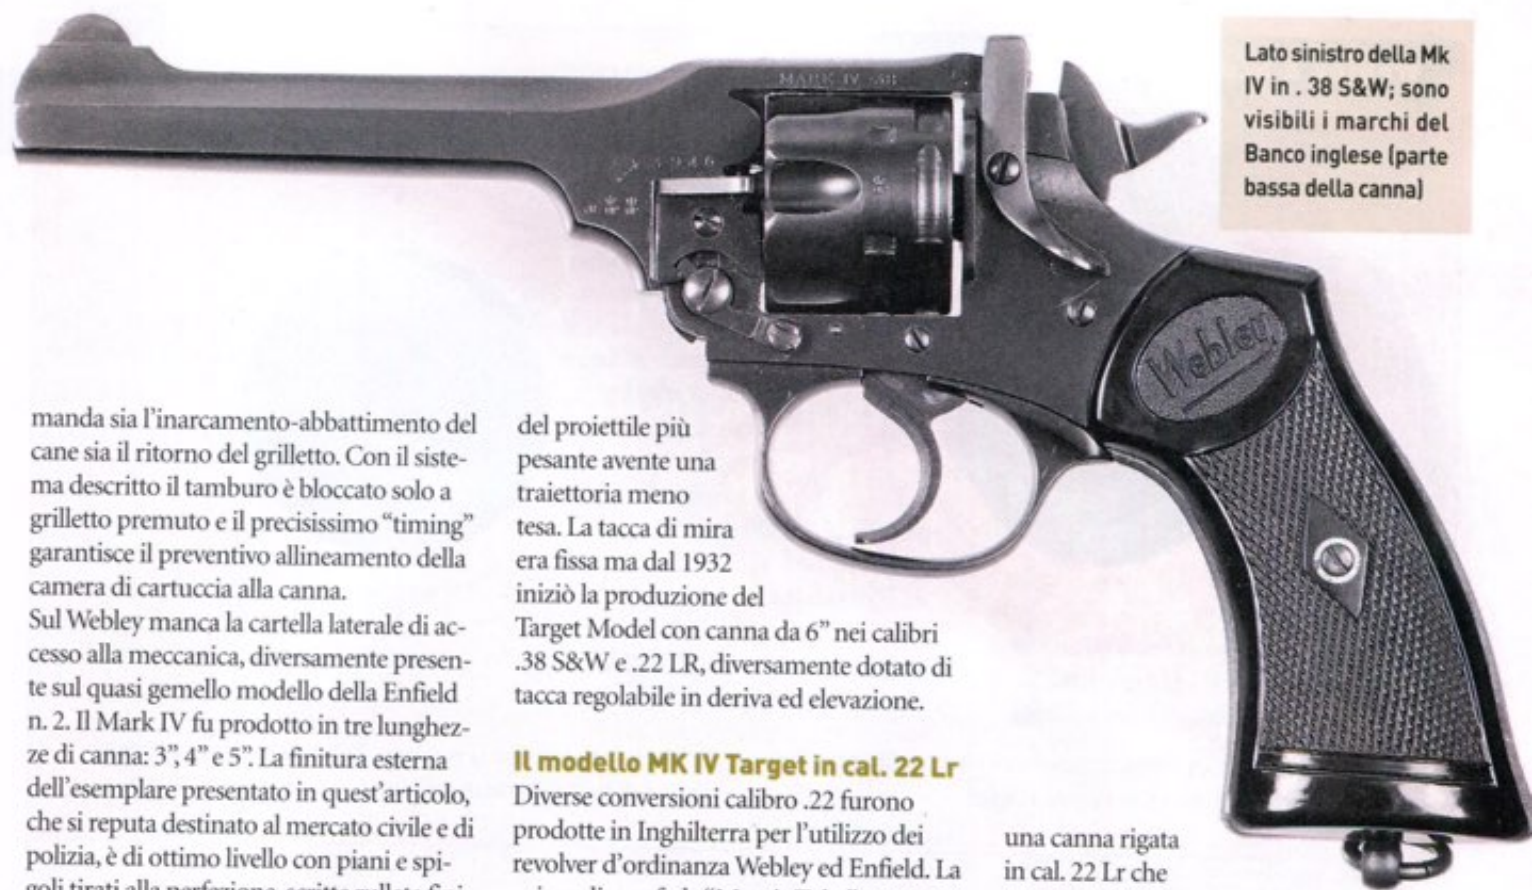 MARK IV .38
Webley
Lato sinistro della Mk
IV in . 38 S&W; sono
visibili i marchi del
Banco inglese (parte
bassa della canna)
manda sia l'inarcamento-abbattimento del
cane sia il ritorno del grilletto. Con il siste-
ma descritto il tamburo è bloccato solo a
grilletto premuto e il precisissimo “timing”
garantisce il preventivo allineamento della
camera di cartuccia alla canna.
Sul Webley manca la cartella laterale di ac-
cesso alla meccanica, diversamente presen-
te sul quasi gemello modello della Enfield
n. 2. Il Mark IV fu prodotto in tre lunghez-
ze di canna: 3”, 4” e 5”. La finitura esterna
dell'esemplare presentato in quest'articolo,
che si reputa destinato al mercato civile e di
polizia, è di ottimo livello con piani e spi-
goli tirati alla perfezione,
del proiettile più
pesante avente una
traiettoria meno
tesa. La tacca di mira
era fissa ma dal 1932
iniziò la produzione del
Target Model con canna da 6” nei calibri
.38 S&W e .22 LR, diversamente dotato di
tacca regolabile in deriva ed elevazione.
Il modello MK IV Target in cal. 22 Lr
Diverse conversioni calibro .22 furono
prodotte in Inghilterra per l'utilizzo dei
revolver d'ordinanza Webley ed Enfield. La
una canna rigata
in cal. 22 Lr che